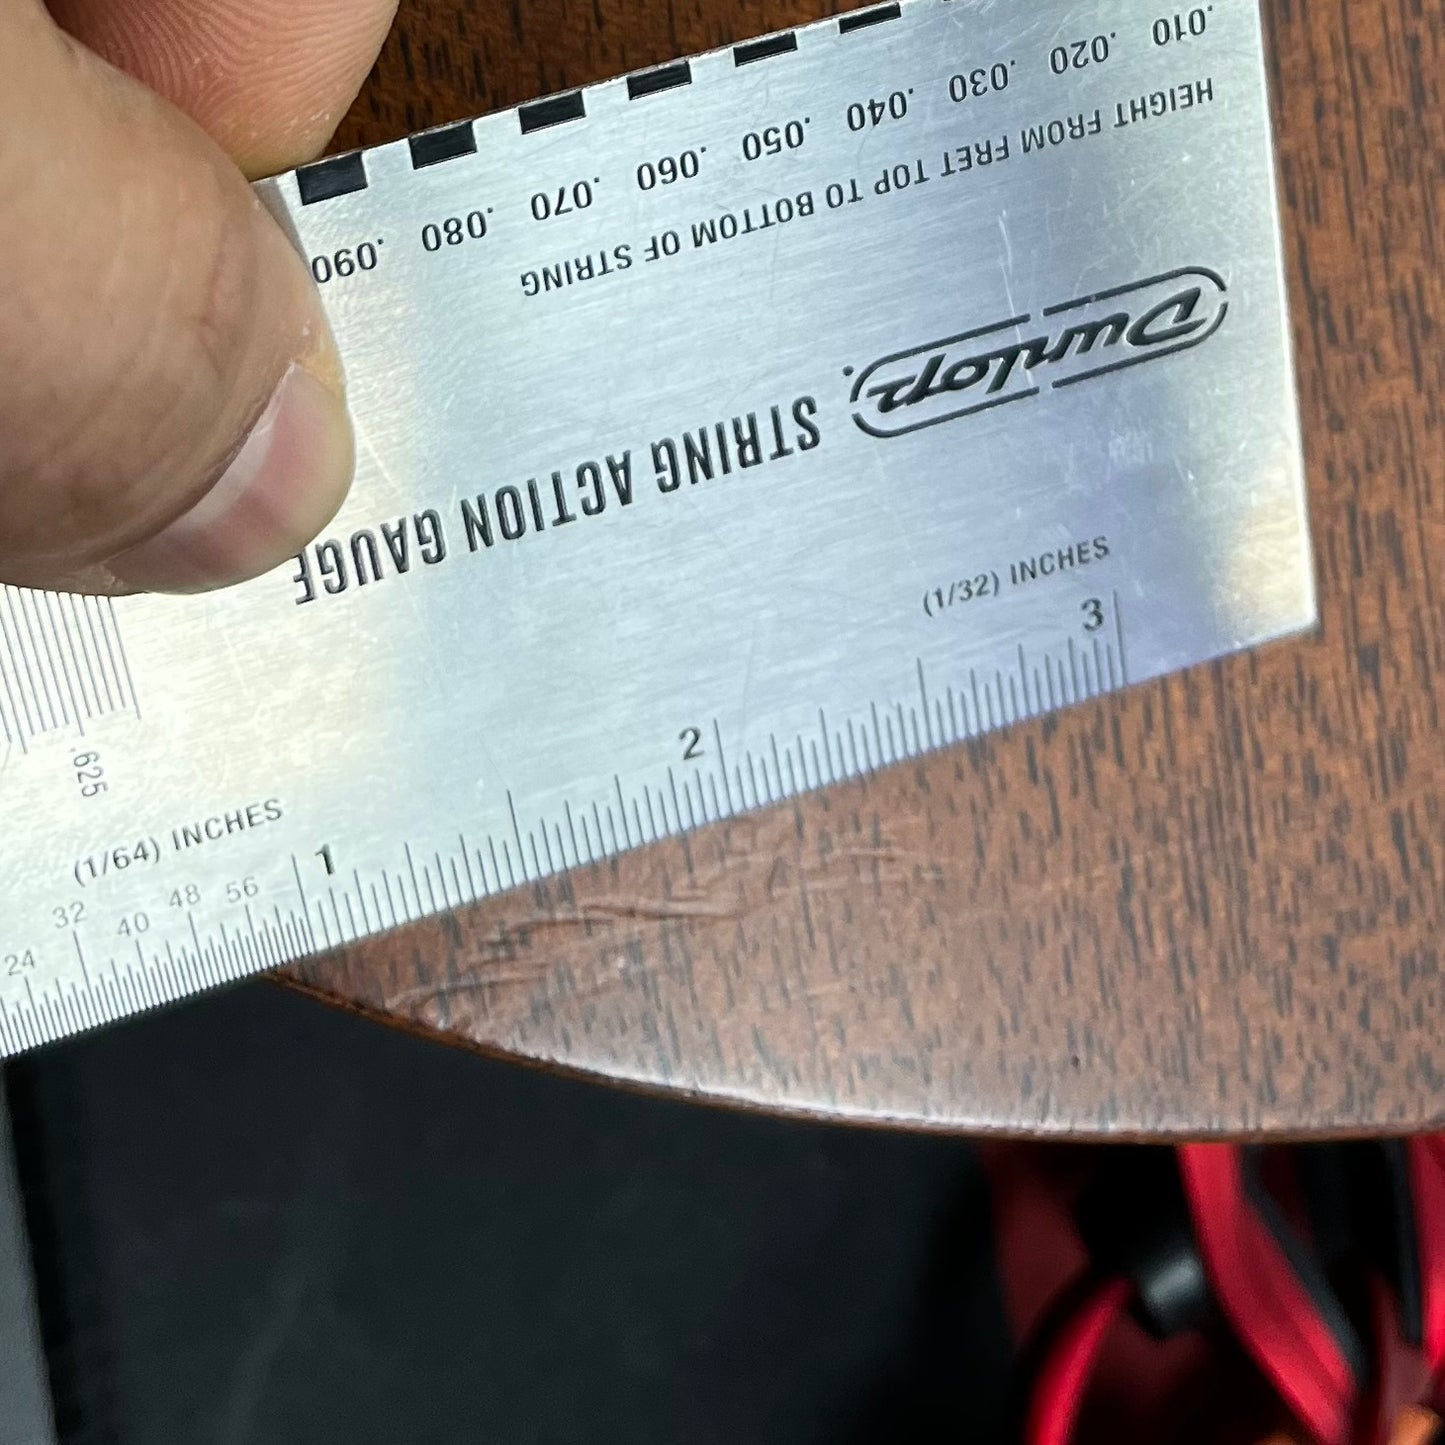 .010 .020 .030 .040 .050 .060 .070 .080 .090
HEIGHT FROM FRET TOP TO BOTTOM OF STRING
Dunlop.
STRING ACTION GAUGE
(1/32) INCHES
3
2
1
.625
(1/64) INCHES
24 32 40 48 56